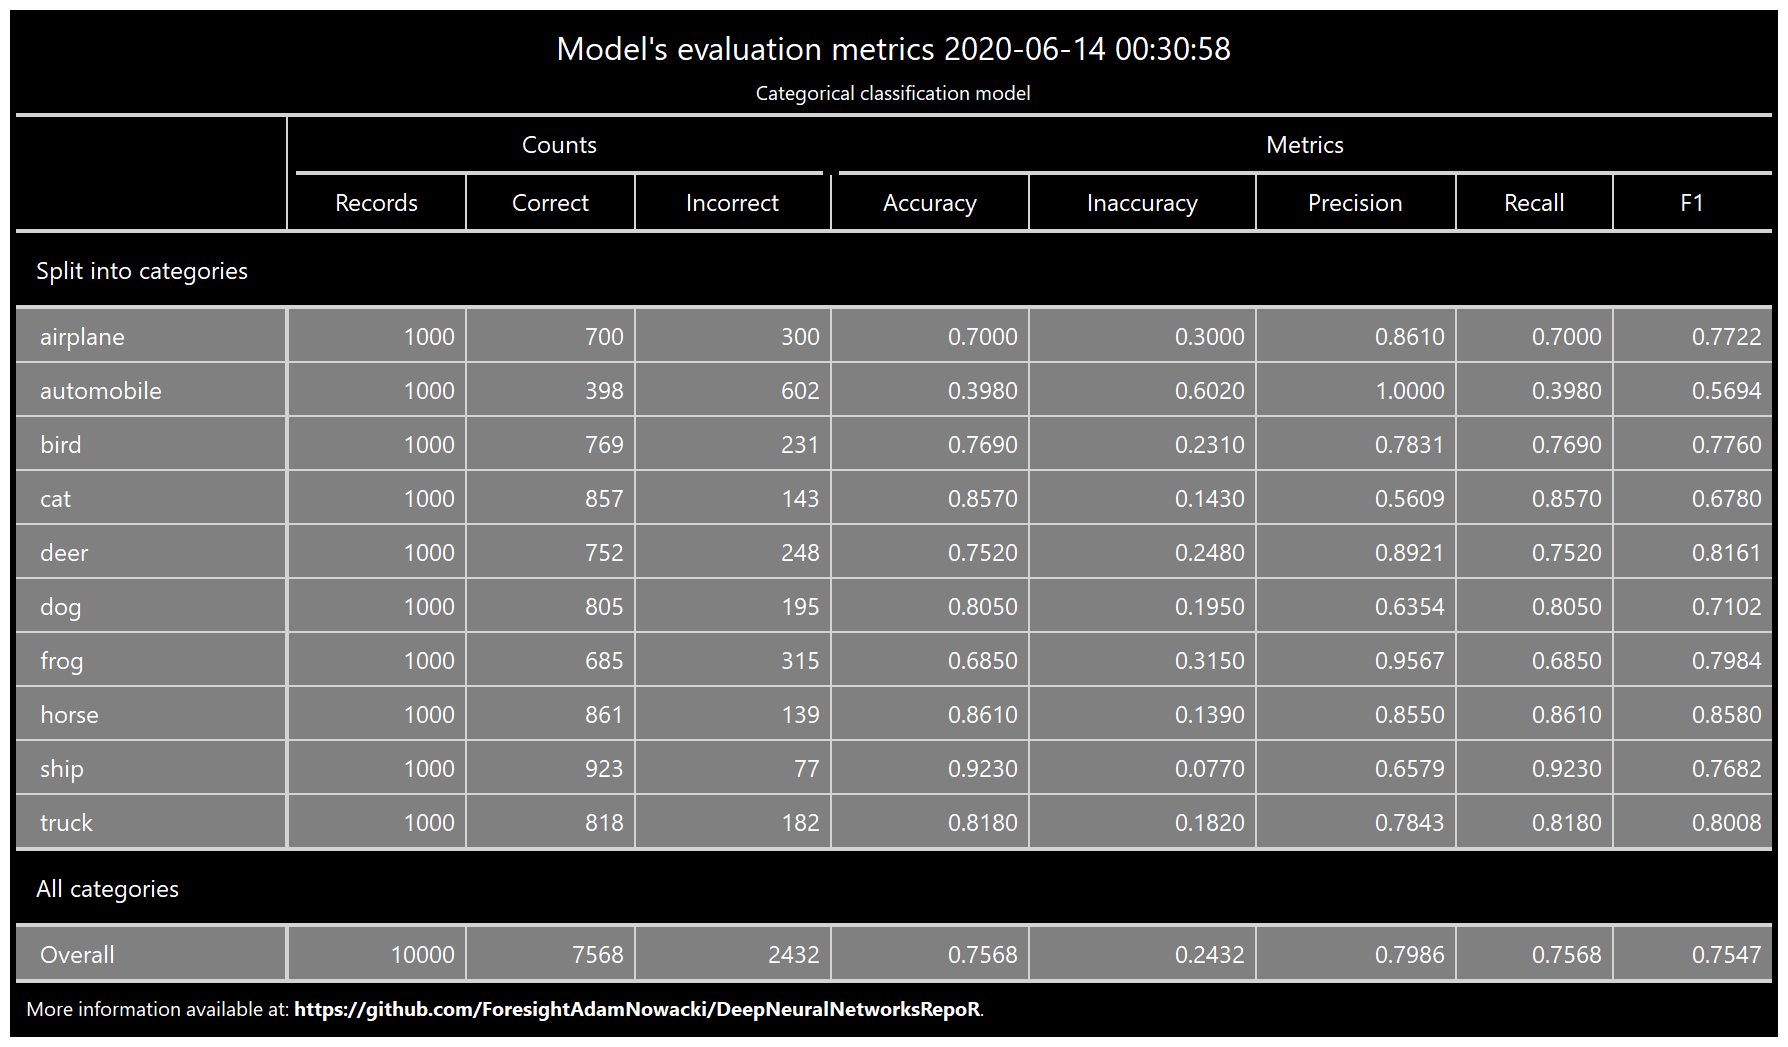 Model's evaluation metrics 2020-06-14 00:30:58
Categorical classification model
Counts Metrics
Records Correct Incorrect Accuracy Inaccuracy Precision Recall F1
Split into categories
airplane 1000 700 300 0.7000 0.3000 0.8610 0.7000 0.7722
automobile 1000 398 602 0.3980 0.6020 1.0000 0.3980 0.5694
bird 1000 769 231 0.7690 0.2310 0.7831 0.7690 0.7760
cat 1000 857 143 0.8570 0.1430 0.5609 0.8570 0.6780
deer 1000 752 248 0.7520 0.2480 0.8921 0.7520 0.8161
dog 1000 805 195 0.8050 0.1950 0.6354 0.8050 0.7102
frog 1000 685 315 0.6850 0.3150 0.9567 0.6850 0.7984
horse 1000 861 139 0.8610 0.1390 0.8550 0.8610 0.8580
ship 1000 923 77 0.9230 0.0770 0.6579 0.9230 0.7682
truck 1000 818 182 0.8180 0.1820 0.7843 0.8180 0.8008
All categories
Overall 10000 7568 2432 0.7568 0.2432 0.7986 0.7568 0.7547
More information available at: https://github.com/ForesightAdamNowacki/DeepNeuralNetworksRepoR.